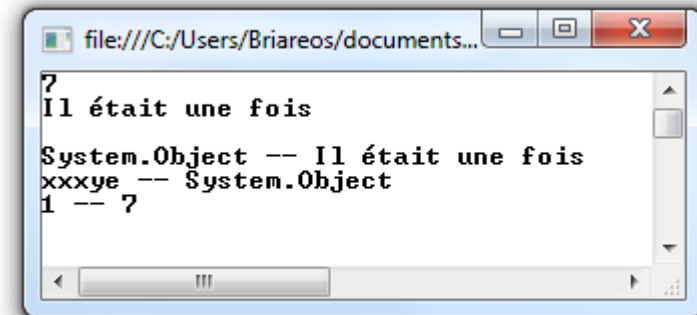 file:///C:/Users/Briareos/documents...
7
Il était une fois
System.Object -- Il était une fois
xxxye -- System.Object
1 -- 7